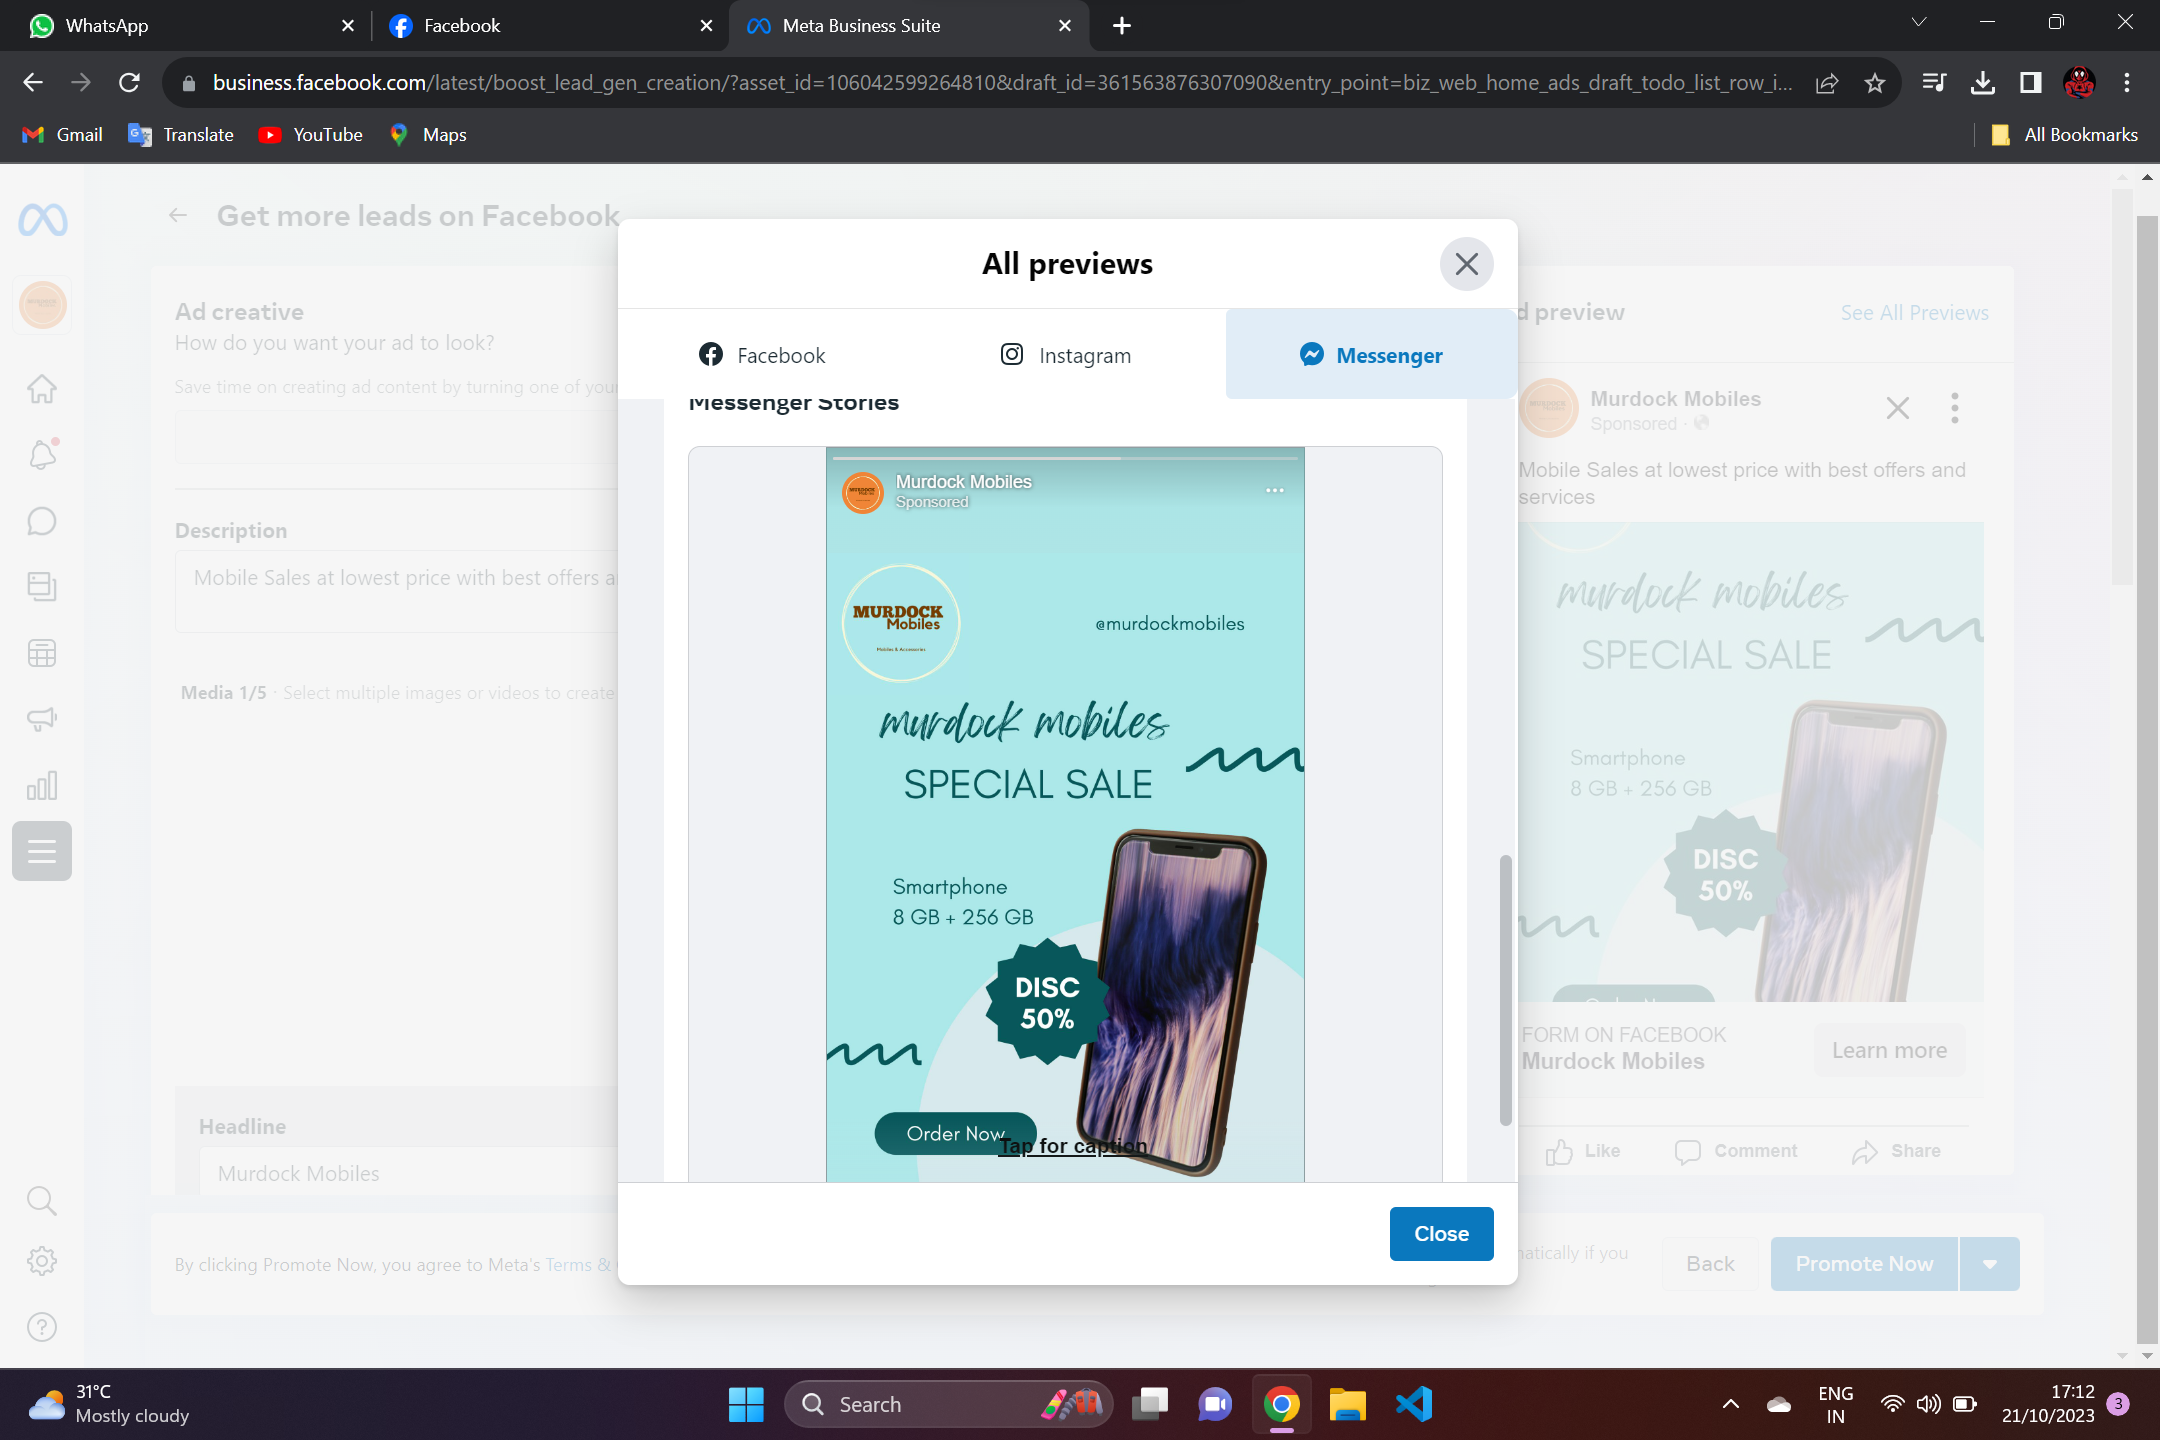 WhatsApp
Facebook
Meta Business Suite
business.facebook.com/latest/boost_lead_gen_creation/?asset_id=106042599264810&draft_id=3615638763070908&entry_point=biz_web_home_ads_draft_todo_list_row_i...
Gmail
Translate
YouTube
Maps
All Bookmarks
Get more leads on Facebook
Ad creative
How do you want your ad to look?
Save time on creating ad content by turning one of your
Description
Mobile Sales at lowest price with best offers a
Media 1/5 · Select multiple images or videos to create
Headline
Murdock Mobiles
By clicking Promote Now, you agree to Meta's Terms &
All previews
Facebook
Instagram
Messenger
Messenger Stories
Murdock Mobiles
Sponsored
MURDOCK
Mobiles
Mobiles & Accessories
@murdockmobiles
murdock mobiles
SPECIAL SALE
Smartphone
8 GB + 256 GB
DISC
50%
Order Now
Tap for caption
Close
d preview
See All Previews
Murdock Mobiles
Sponsored ·
Mobile Sales at lowest price with best offers and
services
murdock mobiles
SPECIAL SALE
Smartphone
8 GB + 256 GB
DISC
50%
FORM ON FACEBOOK
Murdock Mobiles
Learn more
Like
Comment
Share
matically if you
Back
Promote Now
31°C
Mostly cloudy
Search
ENG
IN
17:12
21/10/2023
3